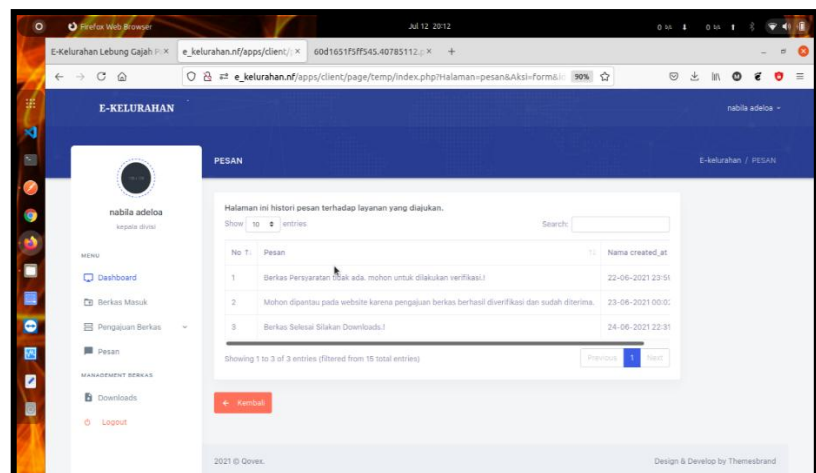 Firefox Web Browser
Jul 12 20:12
E-Kelurahan Lebung Gajah
e_kelurahan.nf/apps/client/
60d1651f5ff545.40785112.p
e_kelurahan.nf/apps/client/page/temp/index.php?Halaman=pesan&Aksi=form&
90%
E-KELURAHAN
nabila adeloa
PESAN
E-kelurahan / PESAN
nabila adeloa
kepala divisi
MENU
Dashboard
Berkas Masuk
Pengajuan Berkas
Pesan
MANAGEMENT BERKAS
Downloads
Logout
Halaman ini histori pesan terhadap layanan yang diajukan.
Show 10 entries
Search:
No Pesan Nama created_at
1 Berkas Persyaratan tidak ada. mohon untuk dilakukan verifikasi.!
22-06-2021
2 Mohon dipantau pada website karena pengajuan berkas berhasil diverifikasi dan sudah diterima.
23-06-2021
3 Berkas Selesai Silakan Downloads.!
24-06-2021 22:31
Showing 1 to 3 of 3 entries (filtered from 15 total entries)
Previous 1 Next
← Kembali
2021 © Qovex.
Design & Develop by Themesbrand